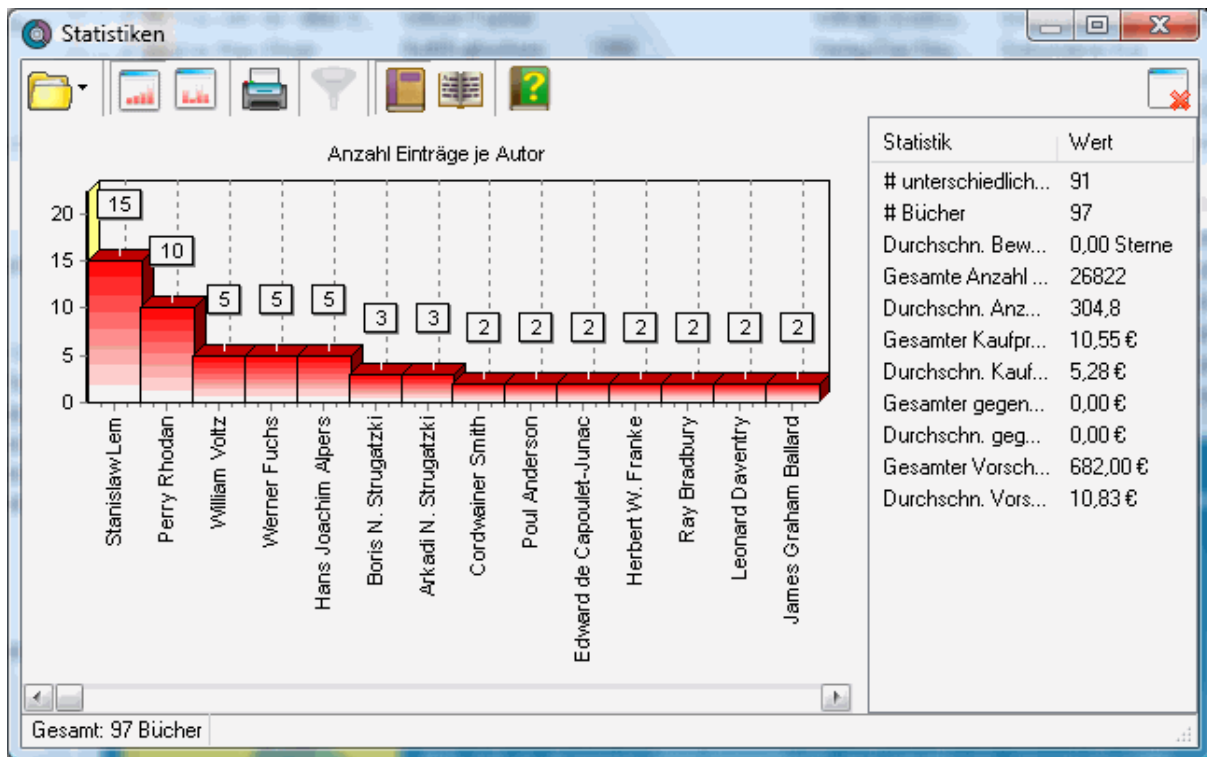 Statistiken
Anzahl Einträge je Autor
20
15
10
5
0
15
10
5
5
5
3
3
2
2
2
2
2
2
2
Stanislaw Lem
Perry Rhodan
William Voltz
Werner Fuchs
Hans Joachim Alpers
Boris N. Strugatzki
Arkadi N. Strugatzki
Cordwainer Smith
Poul Anderson
Edward de Capoulet-Junac
Herbert W. Franke
Ray Bradbury
Leonard Daventry
James Graham Ballard
Statistik Wert
# unterschiedlich... 91
# Bücher 97
Durchschn. Bew... 0,00 Sterne
Gesamte Anzahl ... 26822
Durchschn. Anz... 304,8
Gesamter Kaufpr... 10,55 €
Durchschn. Kauf... 5,28 €
Gesamter gegen... 0,00 €
Durchschn. geg... 0,00 €
Gesamter Vorsch... 682,00 €
Durchschn. Vors... 10,83 €
Gesamt: 97 Bücher